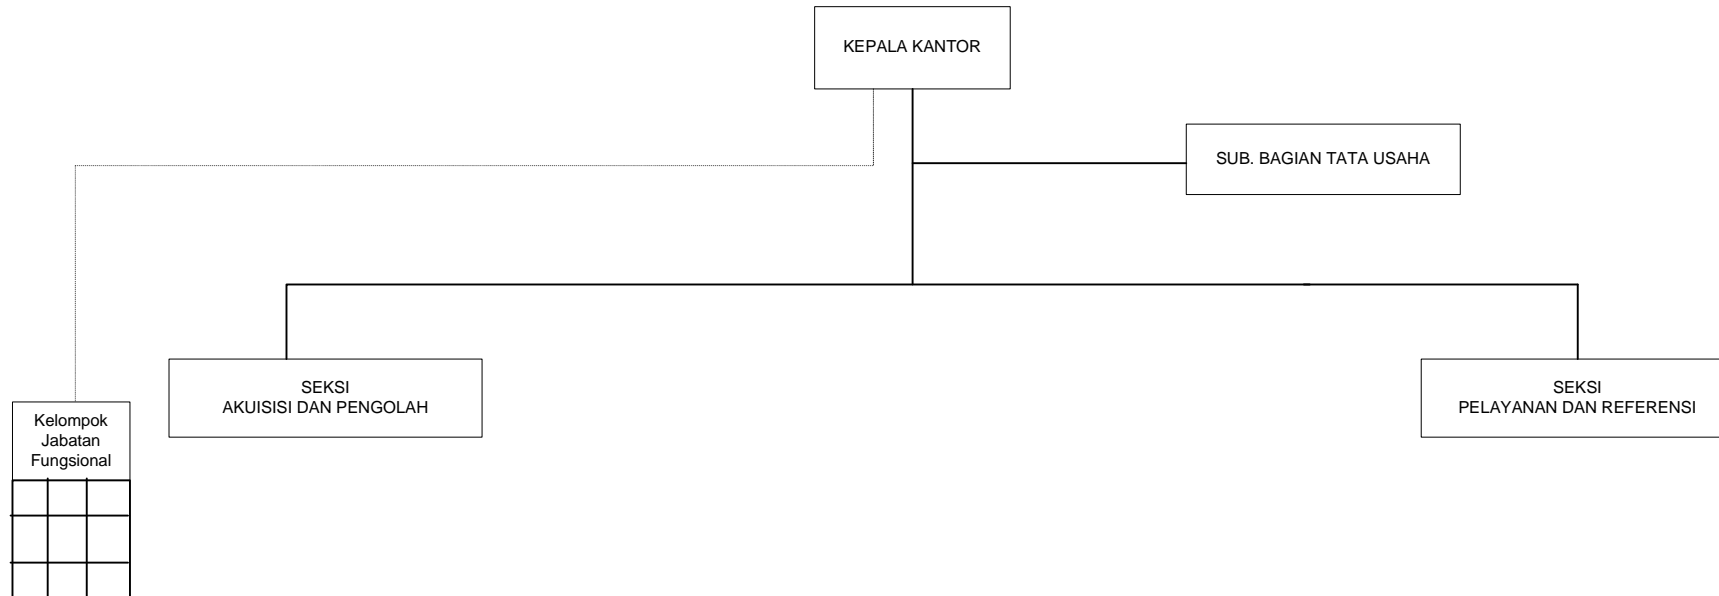 KEPALA KANTOR
SUB. BAGIAN TATA USAHA
SEKSI
AKUISISI DAN PENGOLAH
SEKSI
PELAYANAN DAN REFERENSI
Kelompok
Jabatan
Fungsional